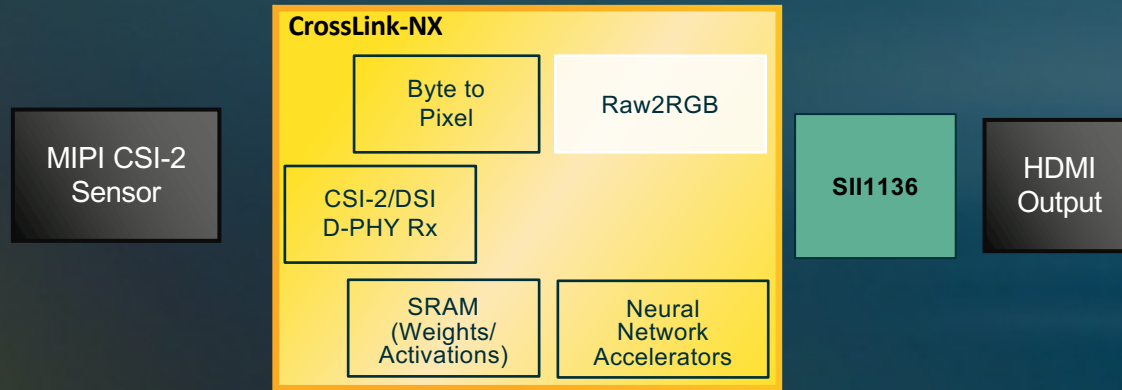 CrossLink-NX
Byte to
Pixel
Raw2RGB
MIPI CSI-2
Sensor
CSI-2/DSI
D-PHY Rx
SII1136
HDMI
Output
SRAM
(Weights/
Activations)
Neural
Network
Accelerators